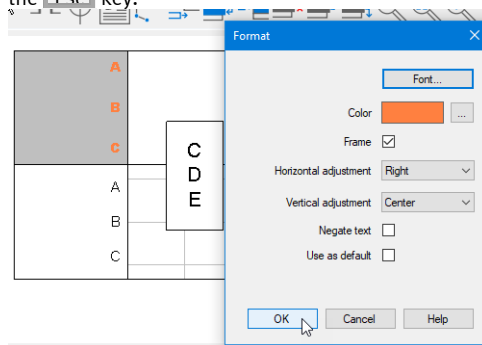 the ESC key.
Format
Font...
Color
...
Frame
Horizontal adjustment Right
Vertical adjustment Center
Negate text
Use as default
OK Cancel Help
A
B
C
C
D
E
A
B
C